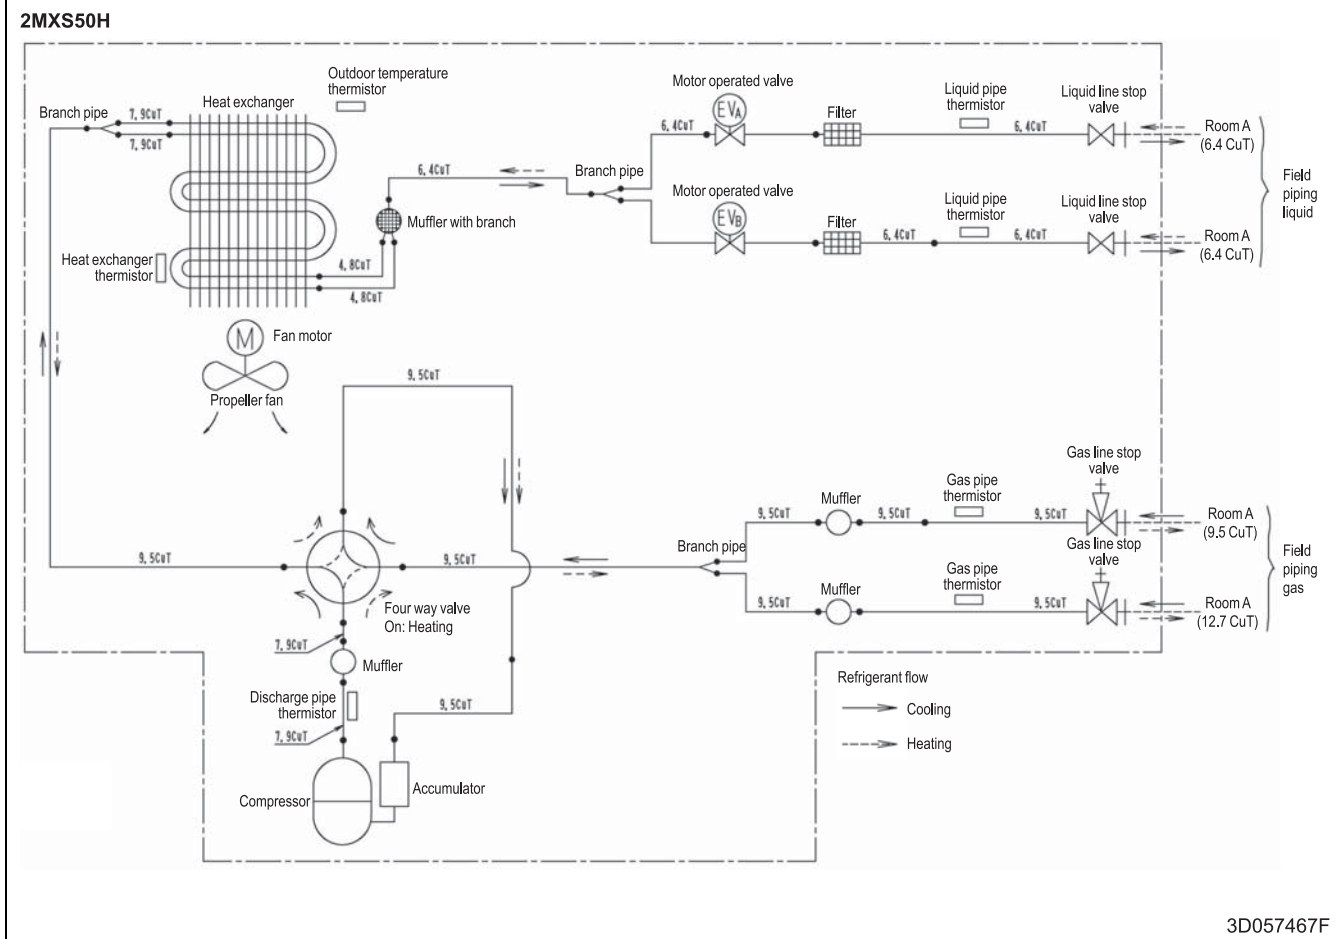 2MXS50H
Outdoor temperature
thermistor
Heat exchanger
Branch pipe
7, 9CuT
7, 9CuT
Motor operated valve
EVA
6, 4CuT
Filter
Liquid pipe
thermistor
6, 4CuT
Liquid line stop
valve
Room A
(6.4 CuT)
Branch pipe
6, 4CuT
Muffler with branch
Motor operated valve
EVB
Filter
6, 4CuT
Liquid pipe
thermistor
6, 4CuT
Liquid line stop
valve
Room A
(6.4 CuT)
Field
piping
liquid
Heat exchanger
thermistor
4, 8CuT
4, 8CuT
M
Fan motor
Propeller fan
9, 5CuT
9, 5CuT
9, 5CuT
Four way valve
On: Heating
Branch pipe
9, 5CuT
Muffler
9, 5CuT
Gas pipe
thermistor
9, 5CuT
Gas line stop
valve
Room A
(9.5 CuT)
9, 5CuT
Muffler
Gas pipe
thermistor
9, 5CuT
Gas line stop
valve
Room A
(12.7 CuT)
Field
piping
gas
7, 9CuT
Muffler
Discharge pipe
thermistor
7, 9CuT
9, 5CuT
Compressor
Accumulator
Refrigerant flow
Cooling
Heating
3D057467F